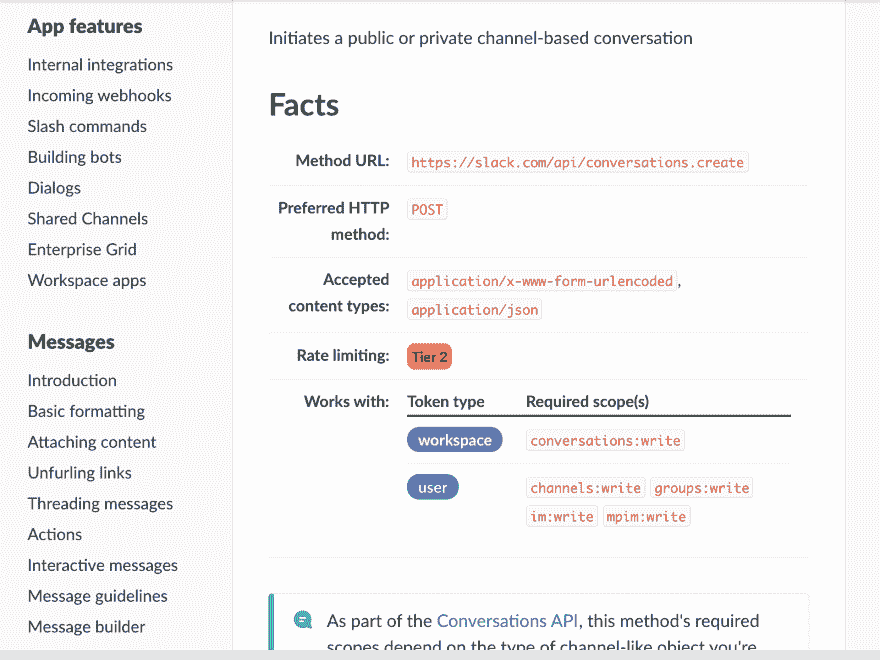 App features
Internal integrations
Incoming webhooks
Slash commands
Building bots
Dialogs
Shared Channels
Enterprise Grid
Workspace apps
Messages
Introduction
Basic formatting
Attaching content
Unfurling links
Threading messages
Actions
Interactive messages
Message guidelines
Message builder
Initiates a public or private channel-based conversation
Facts
Method URL: https://slack.com/api/conversations.create
Preferred HTTP method: POST
Accepted content types: application/x-www-form-urlencoded,
application/json
Rate limiting: Tier 2
Works with: Token type Required scope(s)
workspace conversations:write
user channels:write groups:write
im:write mpim:write
As part of the Conversations API, this method's required
scopes depend on the type of channel-like object you're